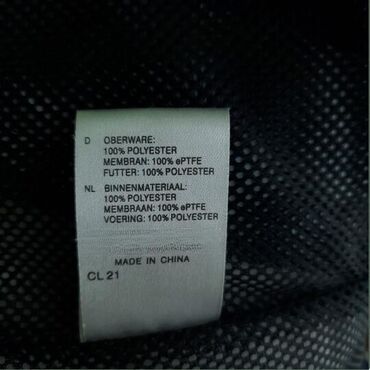 D OBERWARE:
100% POLYESTER
MEMBRAN: 100% ePTFE
FUTTER: 100% POLYESTER
NL BINNENMATERIAAL:
100% POLYESTER
MEMBRAAN: 100% ePTFE
VOERING: 100% POLYESTER
MADE IN CHINA
CL 21